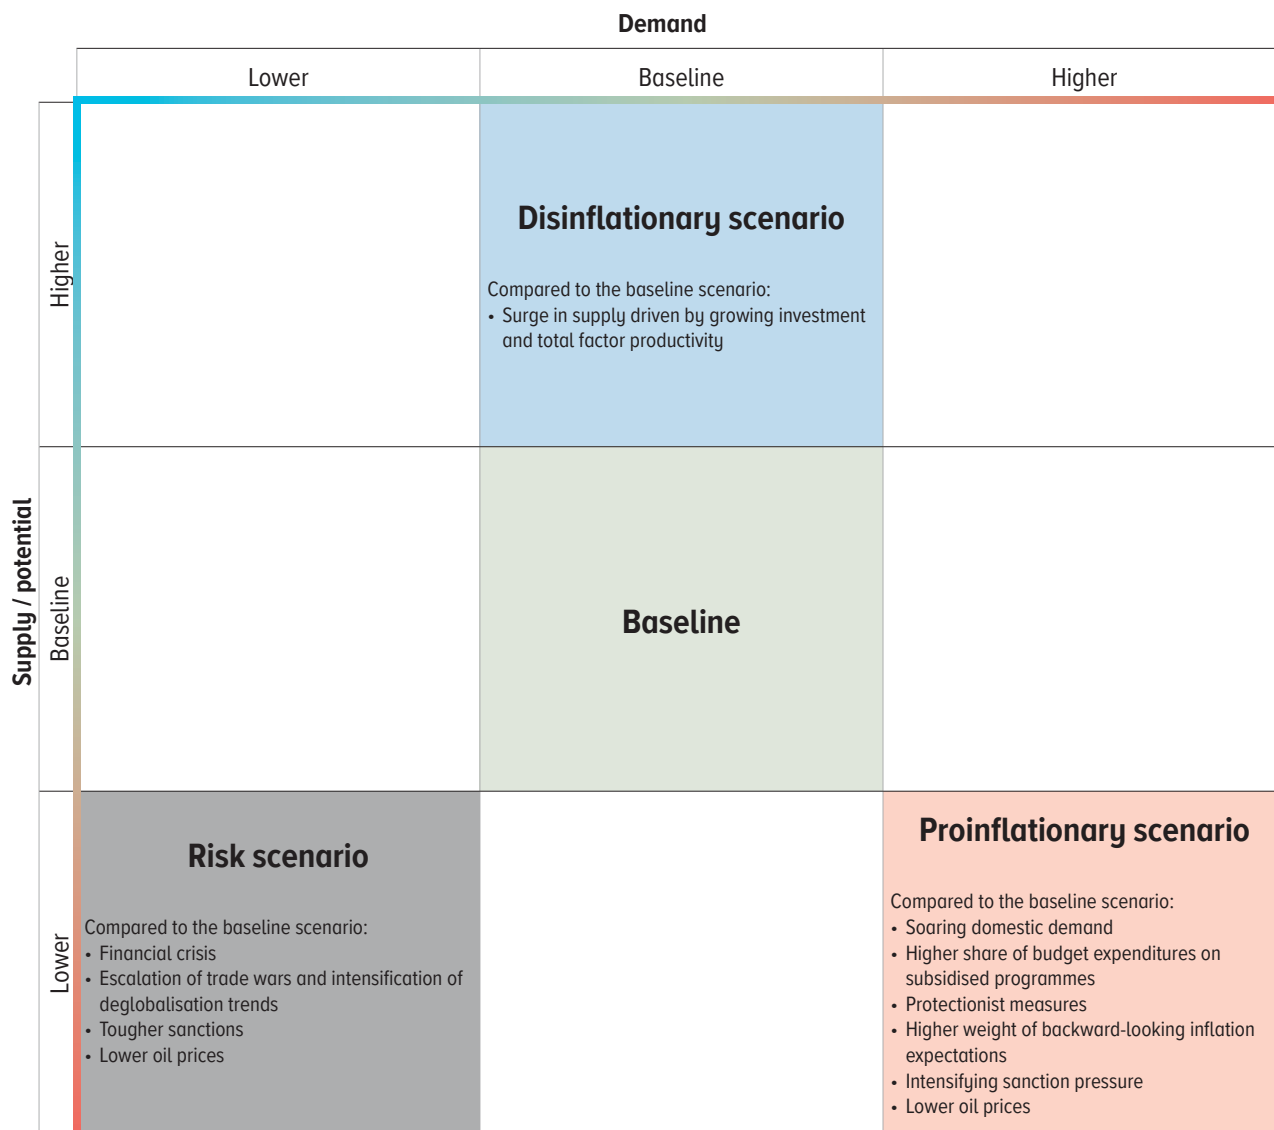 Demand
Lower
Baseline
Higher
Supply / potential
Higher
Disinflationary scenario
Compared to the baseline scenario:
• Surge in supply driven by growing investment
and total factor productivity
Baseline
Baseline
Lower
Risk scenario
Compared to the baseline scenario:
• Financial crisis
• Escalation of trade wars and intensification of
deglobalisation trends
• Tougher sanctions
• Lower oil prices
Proinflationary scenario
Compared to the baseline scenario:
• Soaring domestic demand
• Higher share of budget expenditures on
subsidised programmes
• Protectionist measures
• Higher weight of backward-looking inflation
expectations
• Intensifying sanction pressure
• Lower oil prices